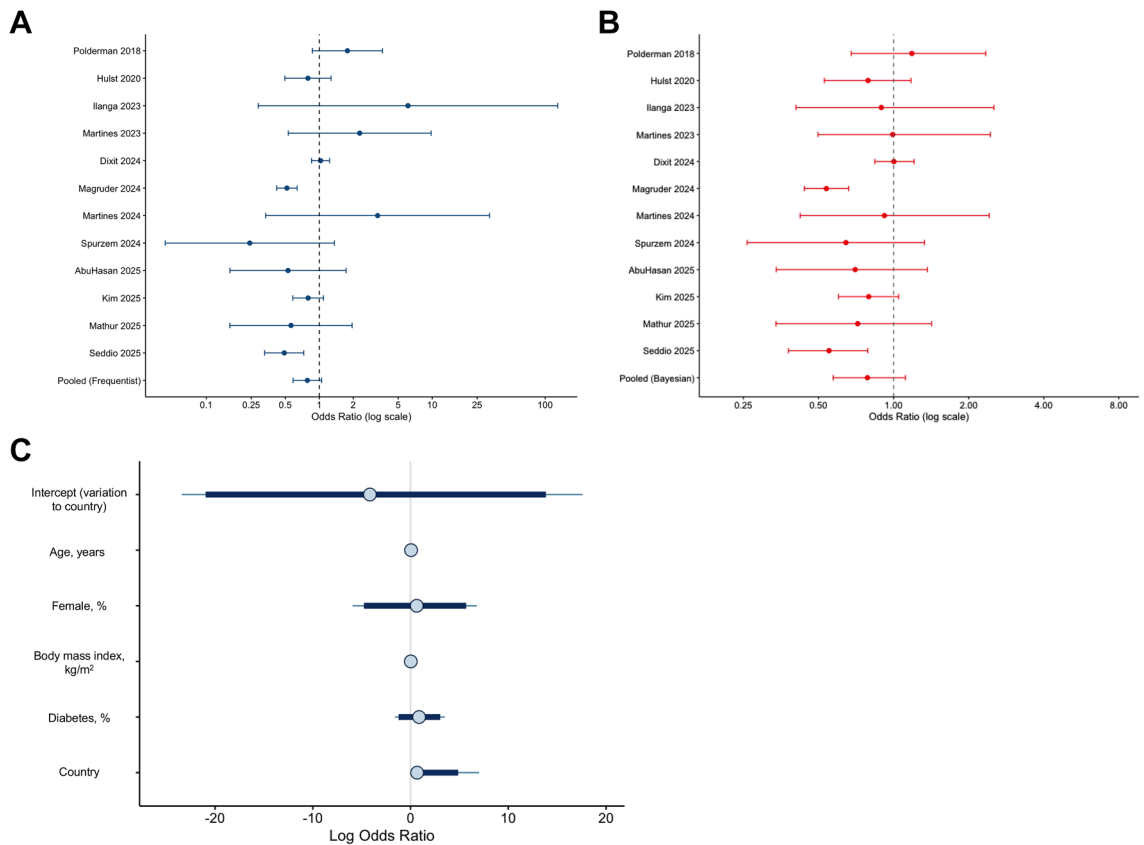 A
Polderman 2018
Hulst 2020
Ilanga 2023
Martines 2023
Dixit 2024
Magruder 2024
Martines 2024
Spurzem 2024
AbuHasan 2025
Kim 2025
Mathur 2025
Seddio 2025
Pooled (Frequentist)
0.1 0.25 0.5 1 2 5 10 25 100
Odds Ratio (log scale)
B
Polderman 2018
Hulst 2020
Ilanga 2023
Martines 2023
Dixit 2024
Magruder 2024
Martines 2024
Spurzem 2024
AbuHasan 2025
Kim 2025
Mathur 2025
Seddio 2025
Pooled (Bayesian)
0.25 0.50 1.00 2.00 4.00 8.00
Odds Ratio (log scale)
C
Intercept (variation
to country)
Age, years
Female, %
Body mass index,
kg/m²
Diabetes, %
Country
-20 -10 0 10 20
Log Odds Ratio